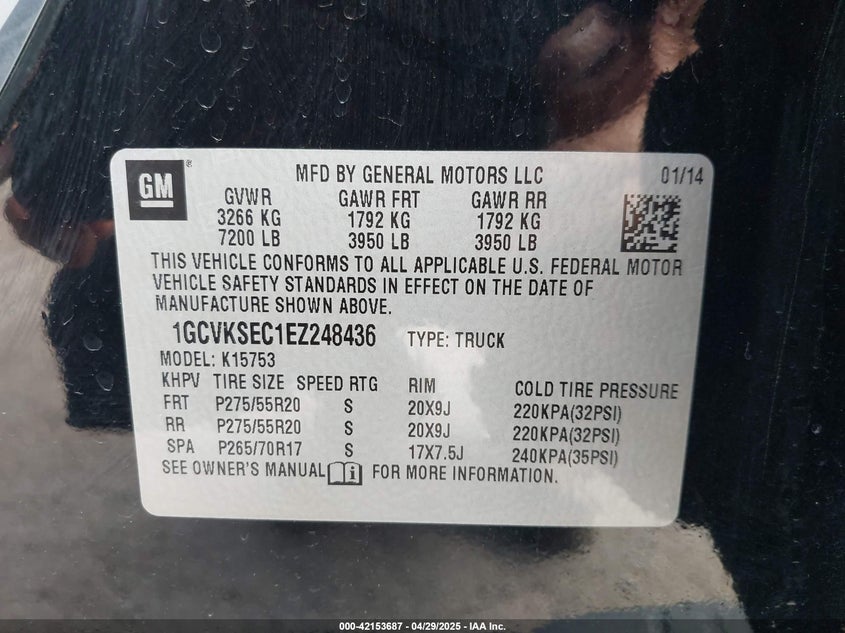 GM ®
MFD BY GENERAL MOTORS LLC 01/14
GVWR GAWR FRT GAWR RR
3266 KG 1792 KG 1792 KG
7200 LB 3950 LB 3950 LB
THIS VEHICLE CONFORMS TO ALL APPLICABLE U.S. FEDERAL MOTOR
VEHICLE SAFETY STANDARDS IN EFFECT ON THE DATE OF
MANUFACTURE SHOWN ABOVE.
1GCVKSEC1EZ248436 TYPE: TRUCK
MODEL: K15753
KHPV TIRE SIZE SPEED RTG RIM COLD TIRE PRESSURE
FRT P275/55R20 S 20X9J 220KPA(32PSI)
RR P275/55R20 S 20X9J 220KPA(32PSI)
SPA P265/70R17 S 17X7.5J 240KPA(35PSI)
SEE OWNER'S MANUAL i FOR MORE INFORMATION.
000-42153687 - 04/29/2025 - IAA Inc.